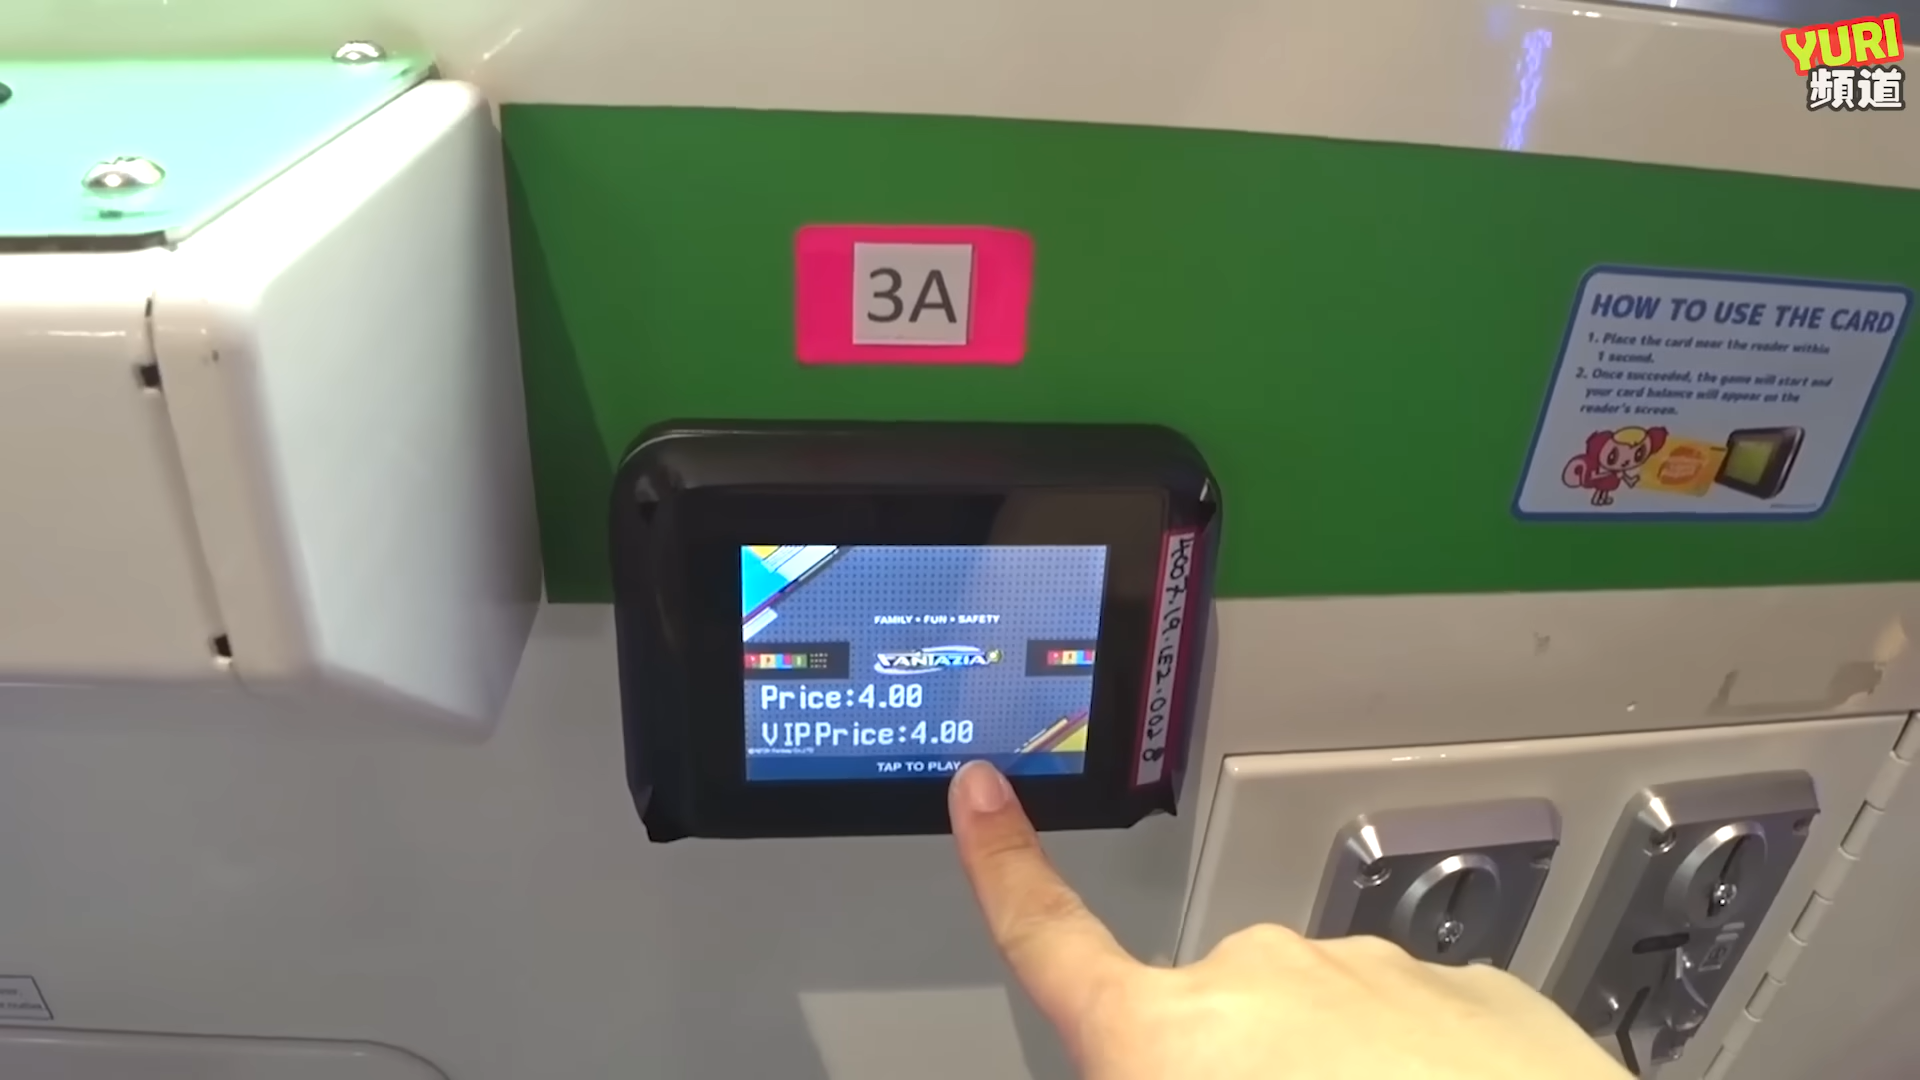 YURI
頻道
3A
HOW TO USE THE CARD
1. Place the card near the reader within
1 second.
2. Once succeeded, the game will start and
your card balance will appear on the
reader's screen.
FAMILY • FUN • SAFETY
FANTAZIA
Price:4.00
VIPPrice:4.00
TAP TO PLAY